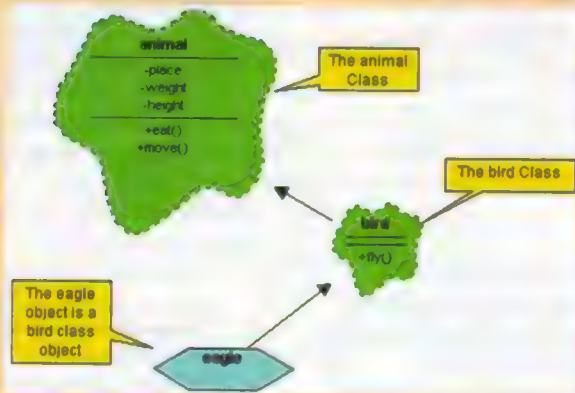 animal
-place
-weight
-height
+eat()
+move()
The animal
Class
The bird Class
bird
+fly()
The eagle
object is a
bird class
object
eagle